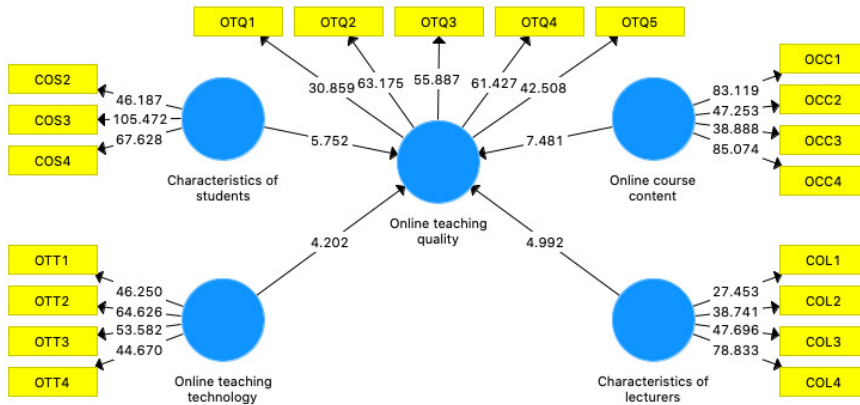 OTQ1
OTQ2
OTQ3
OTQ4
OTQ5
30.859
63.175
55.887
61.427
42.508
COS2
COS3
COS4
46.187
105.472
67.628
Characteristics of
students
5.752
OCC1
OCC2
OCC3
OCC4
83.119
47.253
38.888
85.074
Online course
content
7.481
Online teaching
quality
OTT1
OTT2
OTT3
OTT4
46.250
64.626
53.582
44.670
Online teaching
technology
4.202
COL1
COL2
COL3
COL4
27.453
38.741
47.696
78.833
Characteristics of
lecturers
4.992